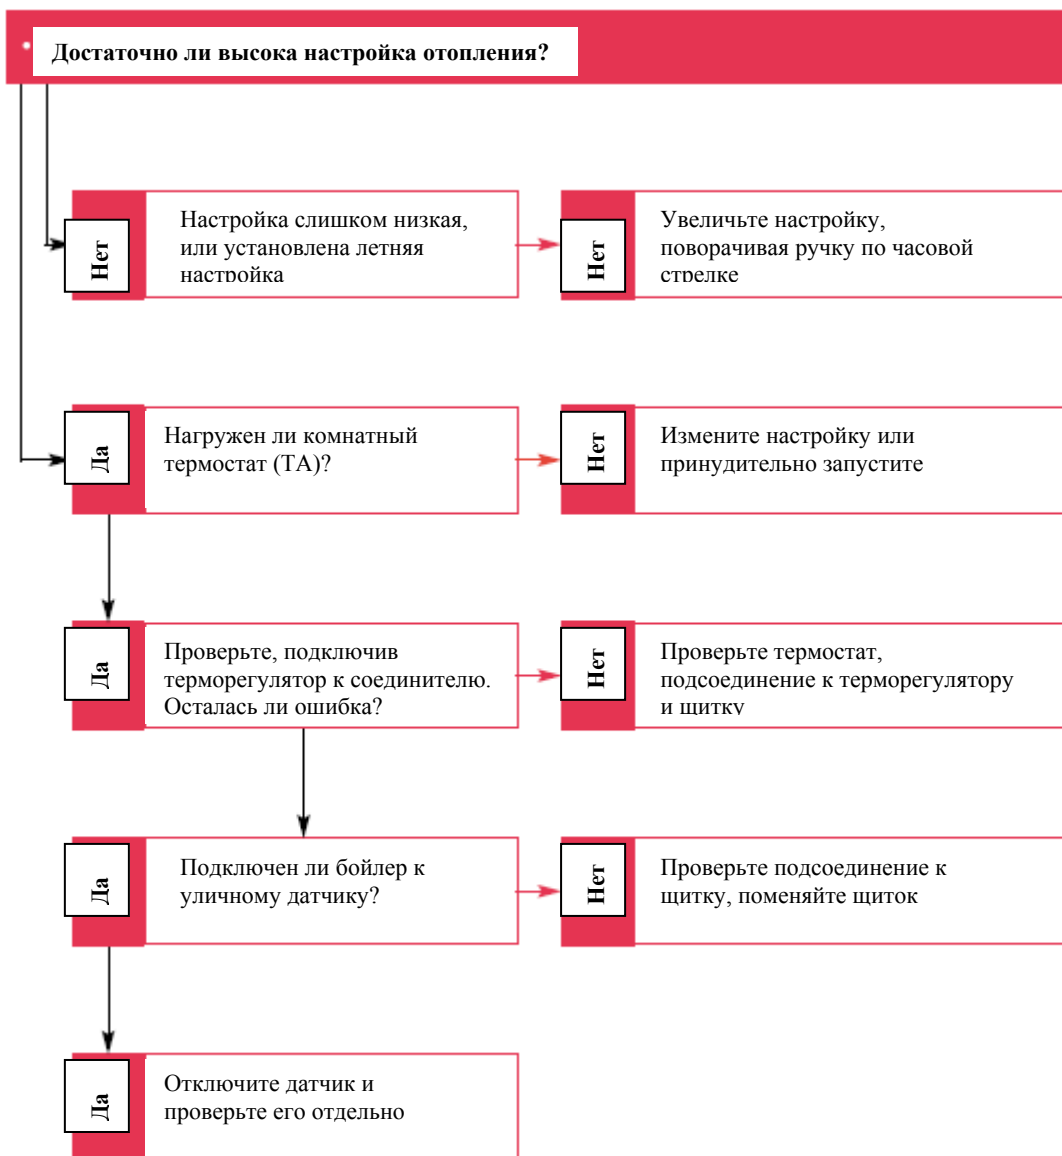 Достаточно ли высока настройка отопления?
Нет
Настройка слишком низкая,
или установлена летняя
настройка
Нет
Увеличьте настройку,
поворачивая ручку по часовой
стрелке
Да
Нагружен ли комнатный
термостат (ТА)?
Нет
Измените настройку или
принудительно запустите
Да
Проверьте, подключив
терморегулятор к соединителю.
Осталась ли ошибка?
Нет
Проверьте термостат,
подсоединение к терморегулятору
и щитку
Да
Подключен ли бойлер к
уличному датчику?
Нет
Проверьте подсоединение к
щитку, поменяйте щиток
Да
Отключите датчик и
проверьте его отдельно